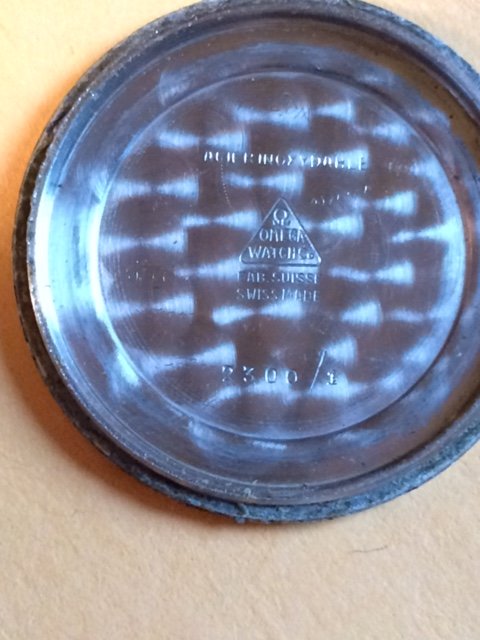 ACIER INOXYDABLE
Ω
OMEGA
WATCH Co
FAB. SUISSE
SWISS MADE
2300/1